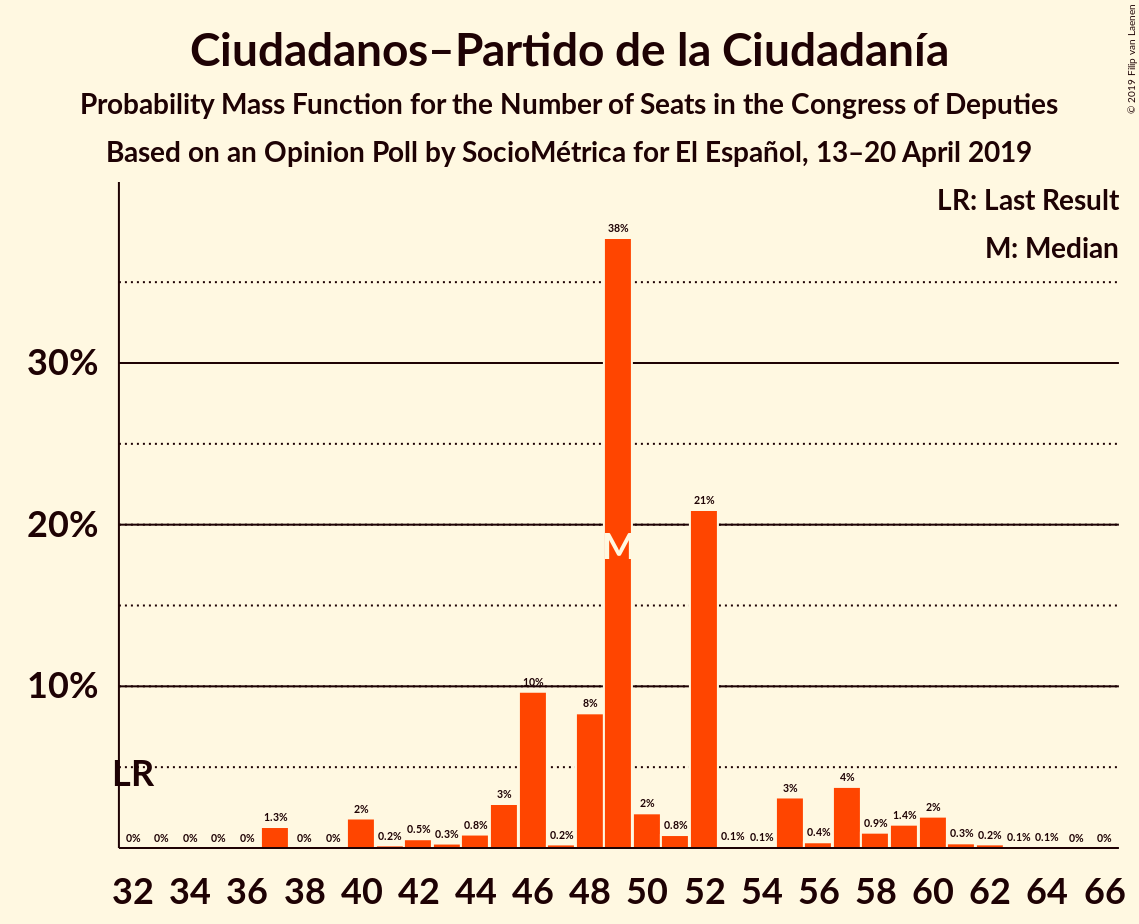 Ciudadanos–Partido de la Ciudadanía
Probability Mass Function for the Number of Seats in the Congress of Deputies
Based on an Opinion Poll by SocioMétrica for El Español, 13–20 April 2019
© 2019 Filip van Laenen
LR: Last Result
M: Median
30%
20%
10%
LR
M
0% 0% 0% 0% 0% 1.3% 0% 0% 2% 0.2% 0.5% 0.3% 0.8% 3% 10% 0.2% 8% 38% 2% 0.8% 21% 0.1% 0.1% 3% 0.4% 4% 0.9% 1.4% 2% 0.3% 0.2% 0.1% 0.1% 0% 0%
32 34 36 38 40 42 44 46 48 50 52 54 56 58 60 62 64 66